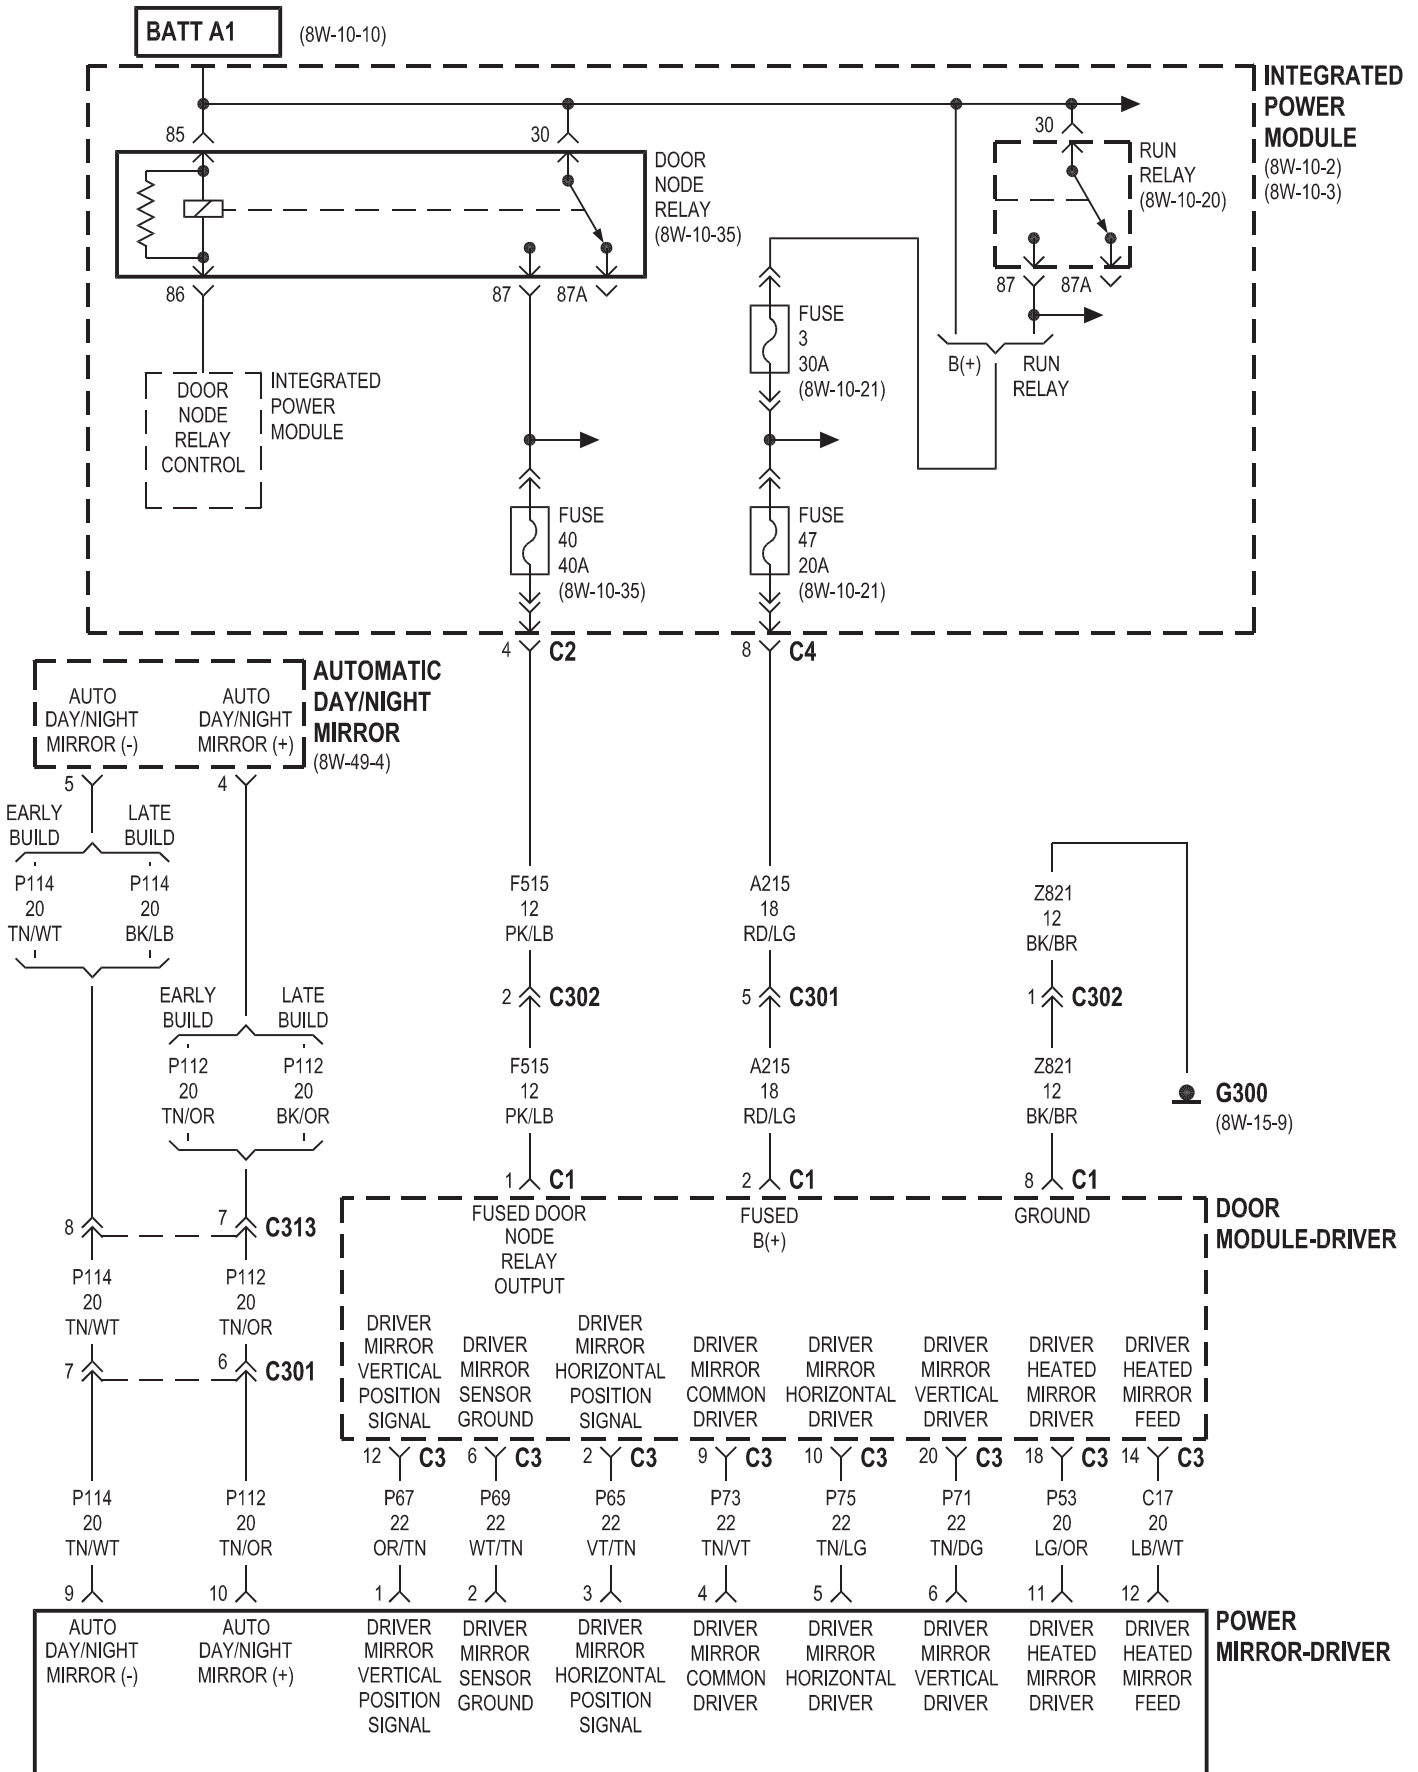 BATT A1 (8W-10-10)
INTEGRATED
POWER
MODULE
(8W-10-2)
(8W-10-3)
85
30
30
DOOR
NODE
RELAY
(8W-10-35)
RUN
RELAY
(8W-10-20)
86
87
87A
87
87A
FUSE
3
30A
(8W-10-21)
B(+)
RUN
RELAY
DOOR
NODE
RELAY
CONTROL
INTEGRATED
POWER
MODULE
FUSE
40
40A
(8W-10-35)
FUSE
47
20A
(8W-10-21)
4 C2
8 C4
AUTO
DAY/NIGHT
MIRROR (-)
AUTO
DAY/NIGHT
MIRROR (+)
AUTOMATIC
DAY/NIGHT
MIRROR
(8W-49-4)
5
4
EARLY
BUILD
LATE
BUILD
P114
20
TN/WT
P114
20
BK/LB
F515
12
PK/LB
A215
18
RD/LG
Z821
12
BK/BR
EARLY
BUILD
LATE
BUILD
2 C302
5 C301
1 C302
P112
20
TN/OR
P112
20
BK/OR
F515
12
PK/LB
A215
18
RD/LG
Z821
12
BK/BR
G300
(8W-15-9)
1 C1
2 C1
8 C1
8
7 C313
DOOR
MODULE-DRIVER
FUSED DOOR
NODE
RELAY
OUTPUT
FUSED
B(+)
GROUND
P114
20
TN/WT
P112
20
TN/OR
7
6 C301
DRIVER
MIRROR
VERTICAL
POSITION
SIGNAL
DRIVER
MIRROR
SENSOR
GROUND
DRIVER
MIRROR
HORIZONTAL
POSITION
SIGNAL
DRIVER
MIRROR
COMMON
DRIVER
DRIVER
MIRROR
HORIZONTAL
DRIVER
DRIVER
MIRROR
VERTICAL
DRIVER
DRIVER
HEATED
MIRROR
DRIVER
DRIVER
HEATED
MIRROR
FEED
12 C3
6 C3
2 C3
9 C3
10 C3
20 C3
18 C3
14 C3
P114
20
TN/WT
P112
20
TN/OR
P67
22
OR/TN
P69
22
WT/TN
P65
22
VT/TN
P73
22
TN/VT
P75
22
TN/LG
P71
22
TN/DG
P53
20
LG/OR
C17
20
LB/WT
9
10
1
2
3
4
5
6
11
12
AUTO
DAY/NIGHT
MIRROR (-)
AUTO
DAY/NIGHT
MIRROR (+)
DRIVER
MIRROR
VERTICAL
POSITION
SIGNAL
DRIVER
MIRROR
SENSOR
GROUND
DRIVER
MIRROR
HORIZONTAL
POSITION
SIGNAL
DRIVER
MIRROR
COMMON
DRIVER
DRIVER
MIRROR
HORIZONTAL
DRIVER
DRIVER
MIRROR
VERTICAL
DRIVER
DRIVER
HEATED
MIRROR
DRIVER
DRIVER
HEATED
MIRROR
FEED
POWER
MIRROR-DRIVER